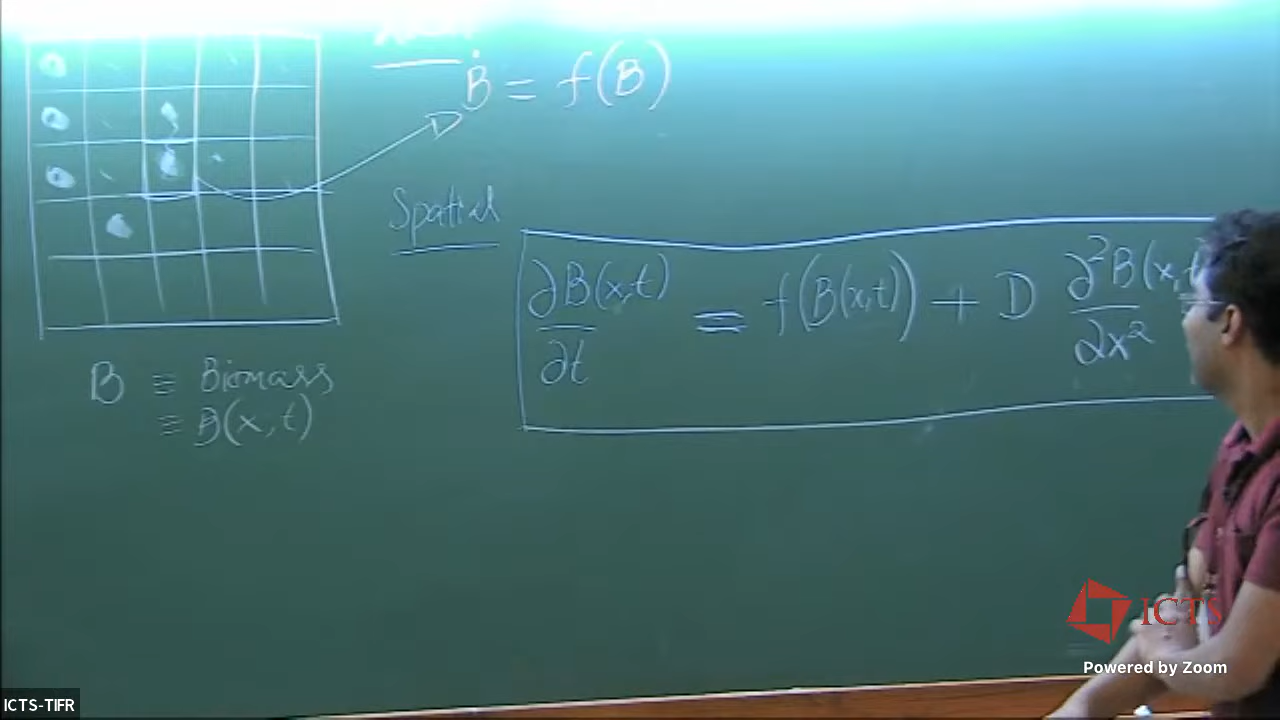 Ḃ = f(B)
Spatial
∂B(x,t)/∂t = f(B(x,t)) + D ∂²B(x,t)/∂x²
B ≡ Biomass
≡ B(x,t)
ICTS
Powered by Zoom
ICTS-TIFR